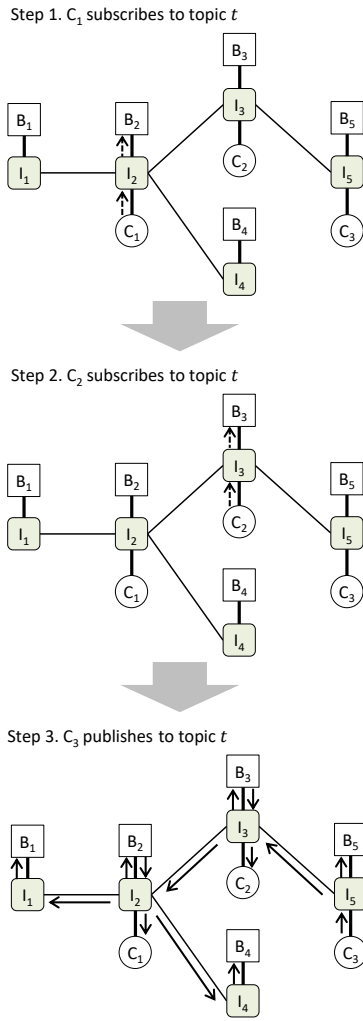 Step 1. C₁ subscribes to topic t
B₃
B₁ B₂ I₃ B₅
I₁ I₂ C₂ I₅
C₁ B₄ C₃
I₄
Step 2. C₂ subscribes to topic t
B₃
B₁ B₂ I₃ B₅
I₁ I₂ C₂ I₅
C₁ B₄ C₃
I₄
Step 3. C₃ publishes to topic t
B₃
B₁ B₂ I₃ B₅
I₁ I₂ C₂ I₅
C₁ B₄ C₃
I₄